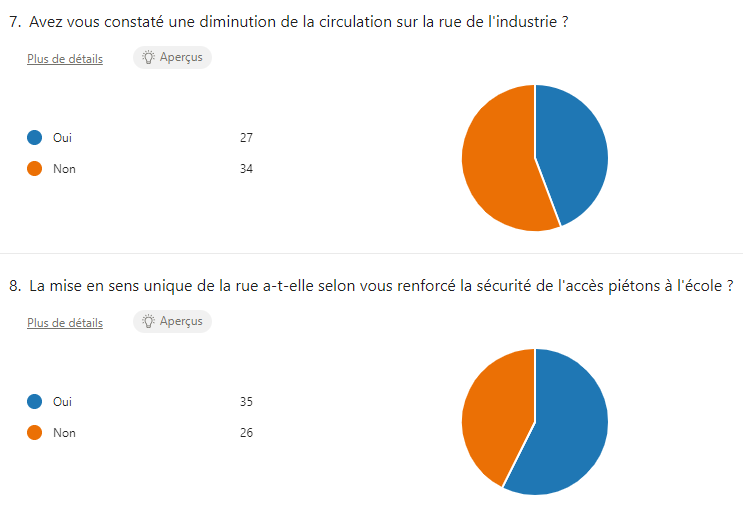 7. Avez vous constaté une diminution de la circulation sur la rue de l'industrie ?
Plus de détails Aperçus
Oui 27
Non 34
8. La mise en sens unique de la rue a-t-elle selon vous renforcé la sécurité de l'accès piétons à l'école ?
Plus de détails Aperçus
Oui 35
Non 26